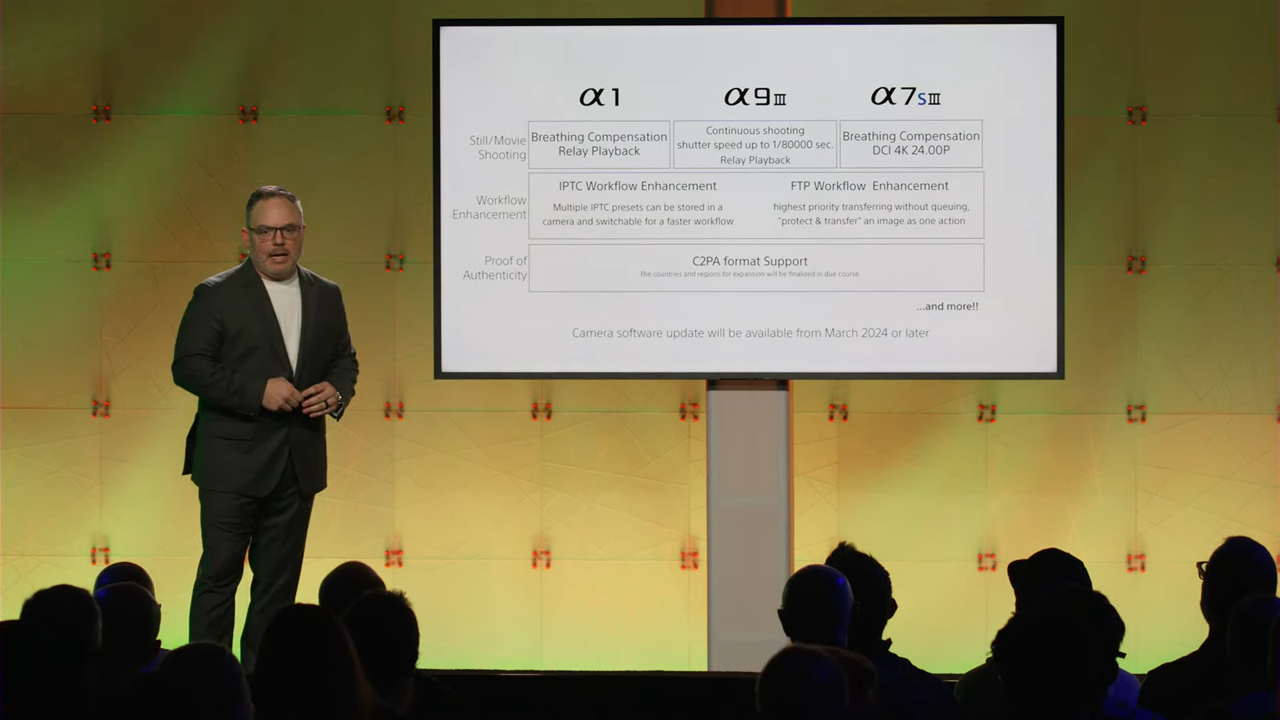 α1
α9III
α7SIII
Still/Movie
Shooting
Breathing Compensation
Relay Playback
Continuous shooting
shutter speed up to 1/80000 sec.
Relay Playback
Breathing Compensation
DCI 4K 24.00P
Workflow
Enhancement
IPTC Workflow Enhancement
Multiple IPTC presets can be stored in a
camera and switchable for a faster workflow
FTP Workflow Enhancement
highest priority transferring without queuing,
"protect & transfer" an image as one action
Proof of
Authenticity
C2PA format Support
The countries and regions for expansion will be finalized in due course
...and more!!
Camera software update will be available from March 2024 or later